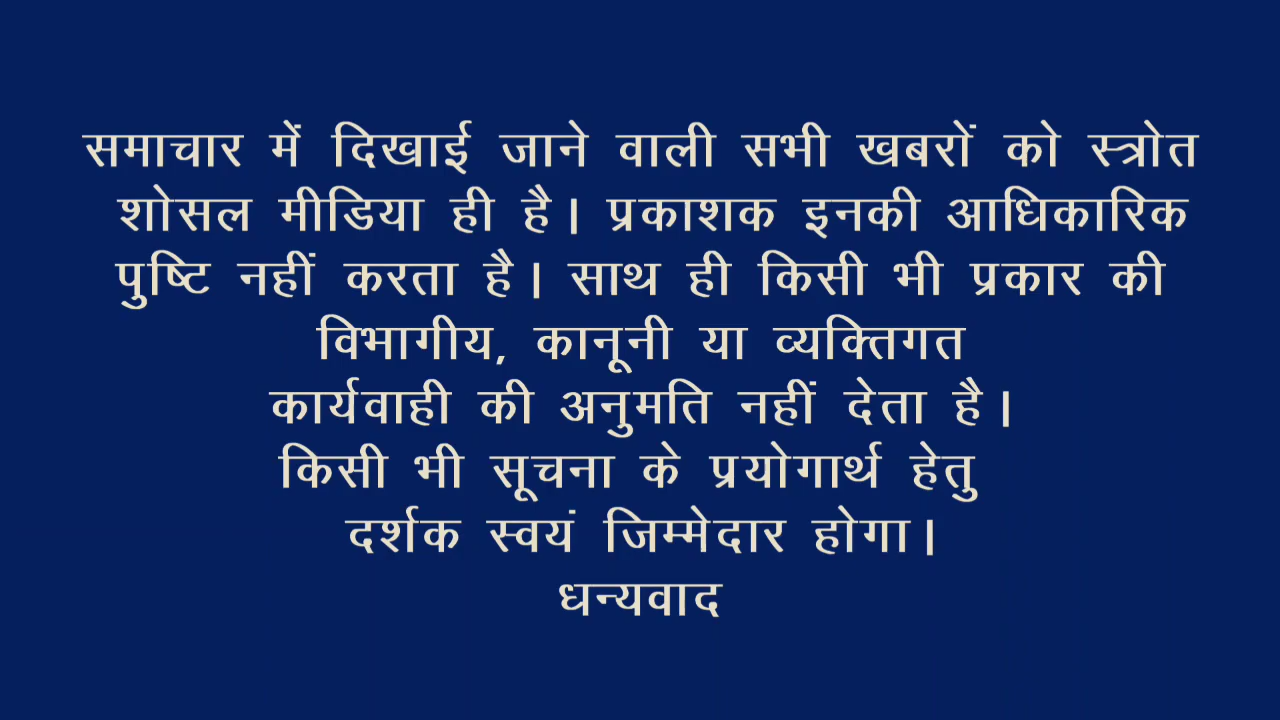 समाचार में दिखाई जाने वाली सभी खबरों को स्त्रोत
शोसल मीडिया ही है। प्रकाशक इनकी आधिकारिक
पुष्टि नहीं करता है। साथ ही किसी भी प्रकार की
विभागीय, कानूनी या व्यक्तिगत
कार्यवाही की अनुमति नहीं देता है।
किसी भी सूचना के प्रयोगार्थ हेतु
दर्शक स्वयं जिम्मेदार होगा।
धन्यवाद